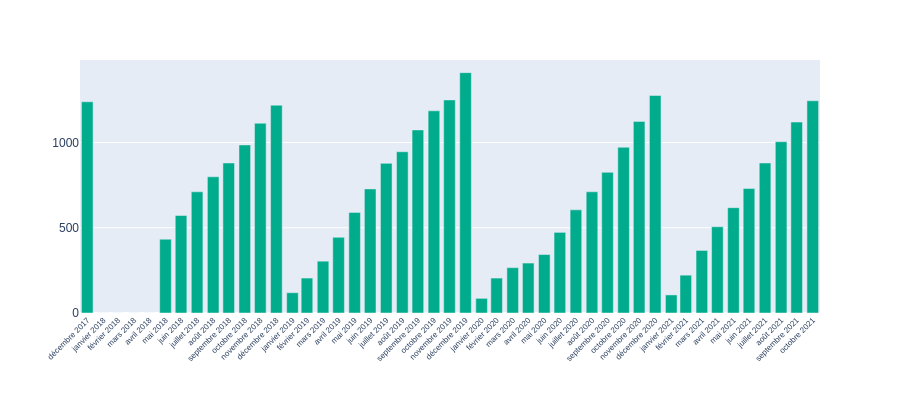 1000
500
0
décembre 2017
janvier 2018
février 2018
mars 2018
avril 2018
mai 2018
juin 2018
juillet 2018
août 2018
septembre 2018
octobre 2018
novembre 2018
décembre 2018
janvier 2019
février 2019
mars 2019
avril 2019
mai 2019
juin 2019
juillet 2019
août 2019
septembre 2019
octobre 2019
novembre 2019
décembre 2019
janvier 2020
février 2020
mars 2020
avril 2020
mai 2020
juin 2020
juillet 2020
août 2020
septembre 2020
octobre 2020
novembre 2020
décembre 2020
janvier 2021
février 2021
mars 2021
avril 2021
mai 2021
juin 2021
juillet 2021
août 2021
septembre 2021
octobre 2021